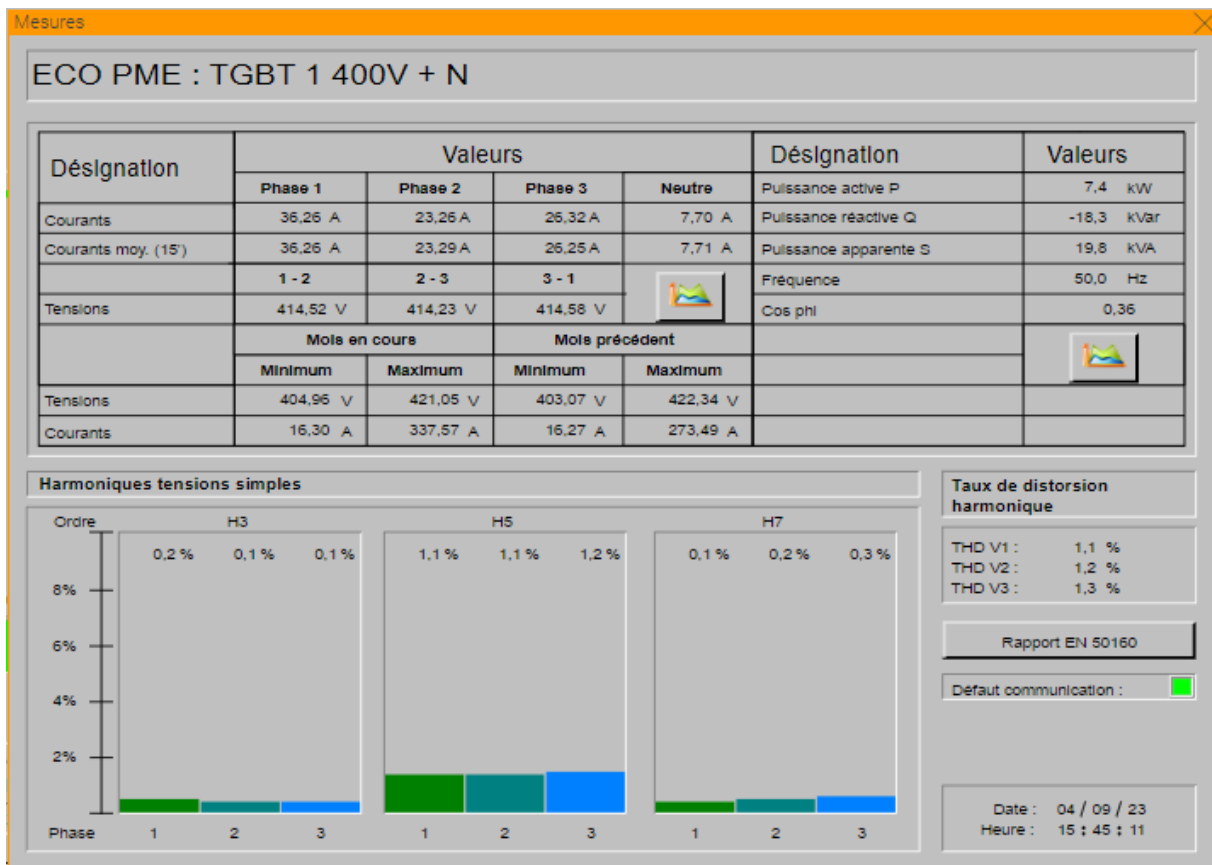 Mesures
ECO PME : TGBT 1 400V + N
Désignation Valeurs Désignation Valeurs
Phase 1 Phase 2 Phase 3 Neutre Puissance active P 7,4 kW
Courants 36,26 A 23,26 A 26,32 A 7,70 A Puissance réactive Q -18,3 kVar
Courants moy. (15') 36,26 A 23,29 A 26,25 A 7,71 A Puissance apparente S 19,8 kVA
1 - 2 2 - 3 3 - 1 Fréquence 50,0 Hz
Tensions 414,52 V 414,23 V 414,58 V Cos phi 0,36
Mois en cours Mois précédent
Minimum Maximum Minimum Maximum
Tensions 404,96 V 421,05 V 403,07 V 422,34 V
Courants 16,30 A 337,57 A 16,27 A 273,49 A
Harmoniques tensions simples
Ordre H3 H5 H7
0,2 % 0,1 % 0,1 % 1,1 % 1,1 % 1,2 % 0,1 % 0,2 % 0,3 %
8%
6%
4%
2%
Phase 1 2 3 1 2 3 1 2 3
Taux de distorsion
harmonique
THD V1 : 1,1 %
THD V2 : 1,2 %
THD V3 : 1,3 %
Rapport EN 50160
Défaut communication :
Date : 04 / 09 / 23
Heure : 15 : 45 : 11